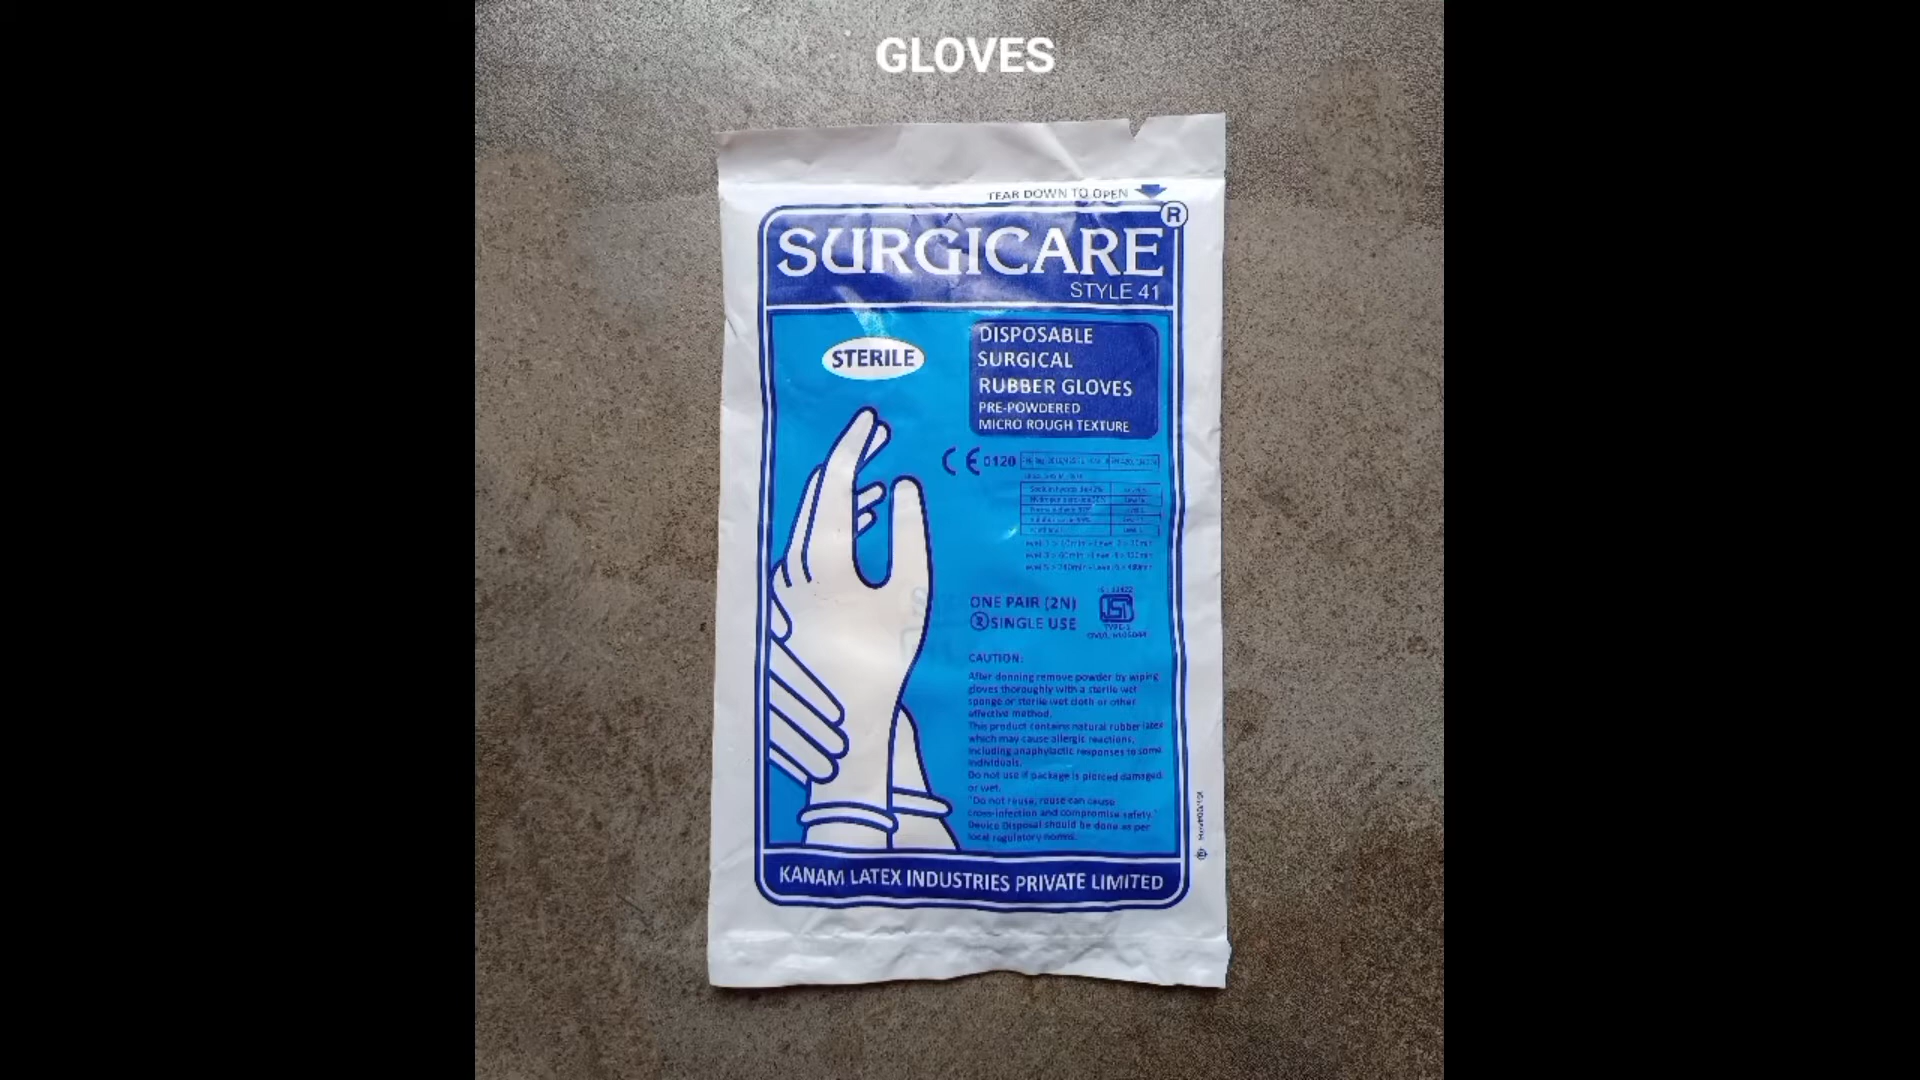 GLOVES
TEAR DOWN TO OPEN
SURGICARE®
STYLE 41
STERILE
DISPOSABLE
SURGICAL
RUBBER GLOVES
PRE-POWDERED
MICRO ROUGH TEXTURE
CE 0120
ONE PAIR (2N)
SINGLE USE
CAUTION:
After donning remove powder by wiping
gloves thoroughly with a sterile wet
sponge or sterile wet cloth or other
effective method.
This product contains natural rubber latex
which may cause allergic reactions,
including anaphylactic responses to some
individuals.
Do not use if package is pierced damaged
or wet.
"Do not reuse, reuse can cause
cross-infection and compromise safety."
Device Disposal should be done as per
local regulatory norms.
KANAM LATEX INDUSTRIES PRIVATE LIMITED